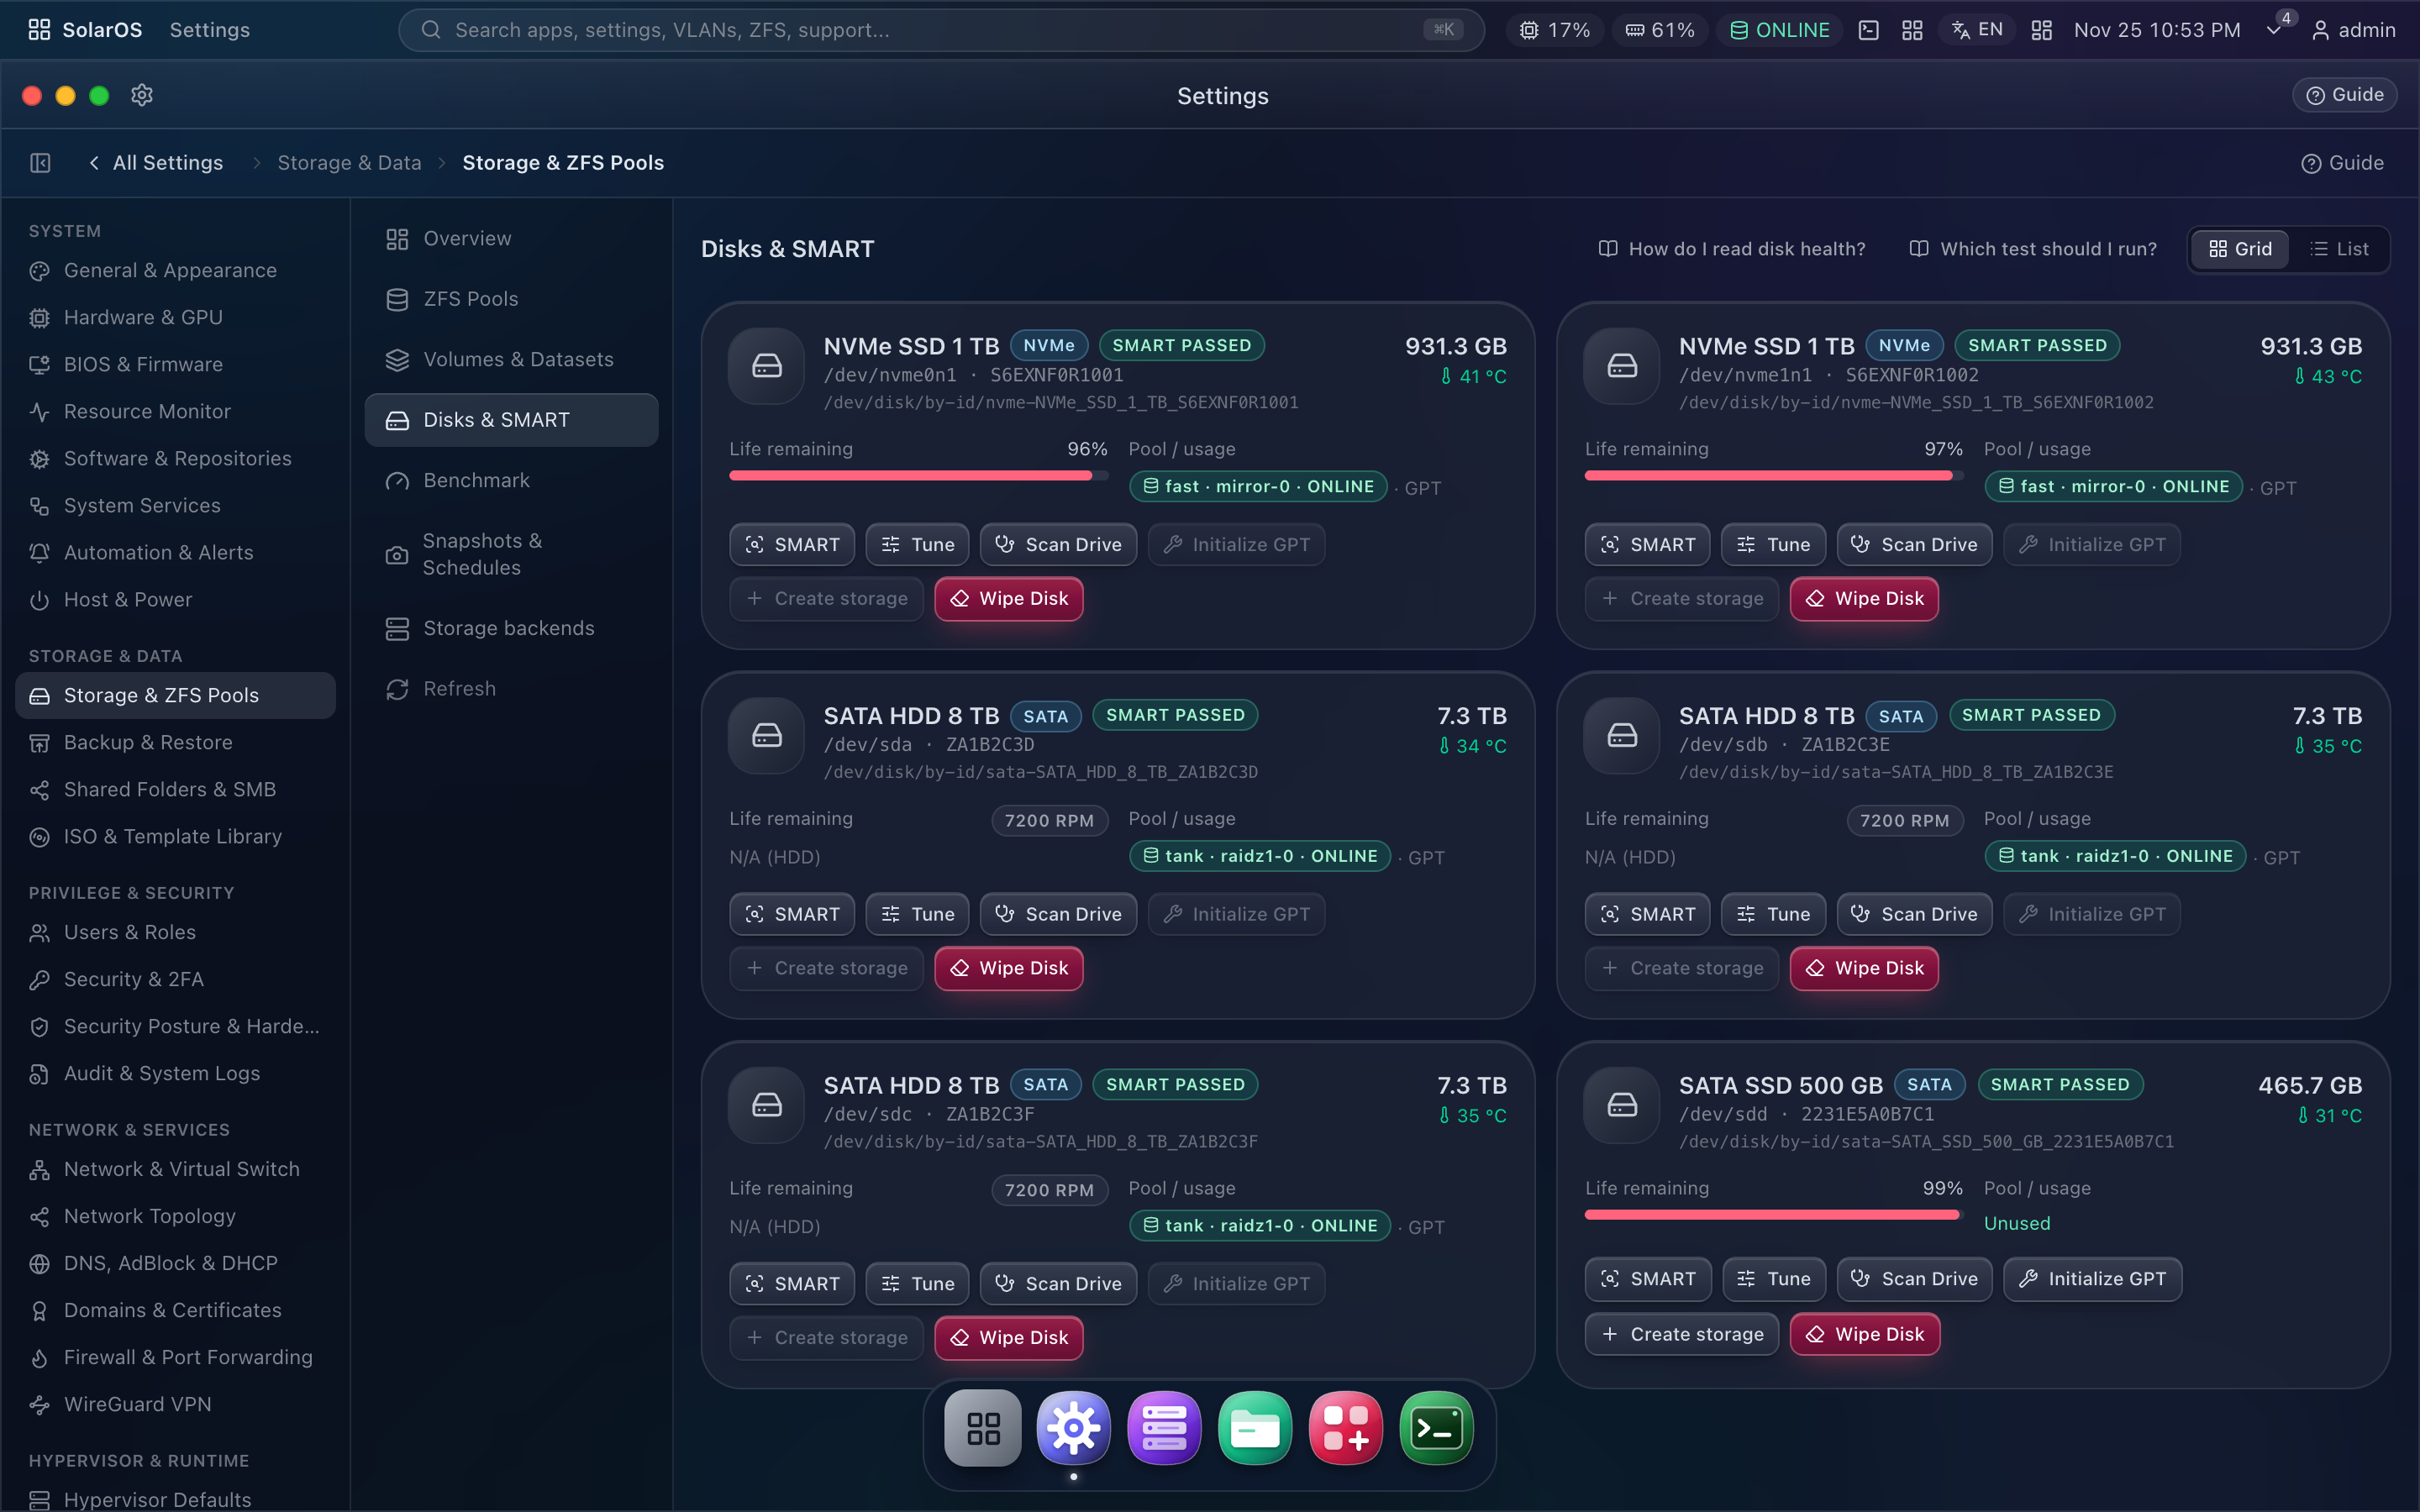 SolarOS Settings Search apps, settings, VLANs, ZFS, support... ⌘K 17% 61% ONLINE EN Nov 25 10:53 PM 4 admin
Settings
Guide
All Settings Storage & Data Storage & ZFS Pools Guide
SYSTEM
General & Appearance
Hardware & GPU
BIOS & Firmware
Resource Monitor
Software & Repositories
System Services
Automation & Alerts
Host & Power
STORAGE & DATA
Storage & ZFS Pools
Backup & Restore
Shared Folders & SMB
ISO & Template Library
PRIVILEGE & SECURITY
Users & Roles
Security & 2FA
Security Posture & Harde...
Audit & System Logs
NETWORK & SERVICES
Network & Virtual Switch
Network Topology
DNS, AdBlock & DHCP
Domains & Certificates
Firewall & Port Forwarding
WireGuard VPN
HYPERVISOR & RUNTIME
Hypervisor Defaults
Overview
ZFS Pools
Volumes & Datasets
Disks & SMART
Benchmark
Snapshots &
Schedules
Storage backends
Refresh
Disks & SMART
How do I read disk health? Which test should I run? Grid List
NVMe SSD 1 TB NVMe SMART PASSED 931.3 GB
/dev/nvme0n1 · S6EXNF0R1001 41 °C
/dev/disk/by-id/nvme-NVMe_SSD_1_TB_S6EXNF0R1001
Life remaining 96% Pool / usage
fast · mirror-0 · ONLINE · GPT
SMART Tune Scan Drive Initialize GPT
Create storage Wipe Disk
NVMe SSD 1 TB NVMe SMART PASSED 931.3 GB
/dev/nvme1n1 · S6EXNF0R1002 43 °C
/dev/disk/by-id/nvme-NVMe_SSD_1_TB_S6EXNF0R1002
Life remaining 97% Pool / usage
fast · mirror-0 · ONLINE · GPT
SMART Tune Scan Drive Initialize GPT
Create storage Wipe Disk
SATA HDD 8 TB SATA SMART PASSED 7.3 TB
/dev/sda · ZA1B2C3D 34 °C
/dev/disk/by-id/sata-SATA_HDD_8_TB_ZA1B2C3D
Life remaining 7200 RPM Pool / usage
N/A (HDD) tank · raidz1-0 · ONLINE · GPT
SMART Tune Scan Drive Initialize GPT
Create storage Wipe Disk
SATA HDD 8 TB SATA SMART PASSED 7.3 TB
/dev/sdb · ZA1B2C3E 35 °C
/dev/disk/by-id/sata-SATA_HDD_8_TB_ZA1B2C3E
Life remaining 7200 RPM Pool / usage
N/A (HDD) tank · raidz1-0 · ONLINE · GPT
SMART Tune Scan Drive Initialize GPT
Create storage Wipe Disk
SATA HDD 8 TB SATA SMART PASSED 7.3 TB
/dev/sdc · ZA1B2C3F 35 °C
/dev/disk/by-id/sata-SATA_HDD_8_TB_ZA1B2C3F
Life remaining 7200 RPM Pool / usage
N/A (HDD) tank · raidz1-0 · ONLINE · GPT
SMART Tune Scan Drive Initialize GPT
Create storage Wipe Disk
SATA SSD 500 GB SATA SMART PASSED 465.7 GB
/dev/sdd · 2231E5A0B7C1 31 °C
/dev/disk/by-id/sata-SATA_SSD_500_GB_2231E5A0B7C1
Life remaining 99% Pool / usage
Unused
SMART Tune Scan Drive Initialize GPT
Create storage Wipe Disk